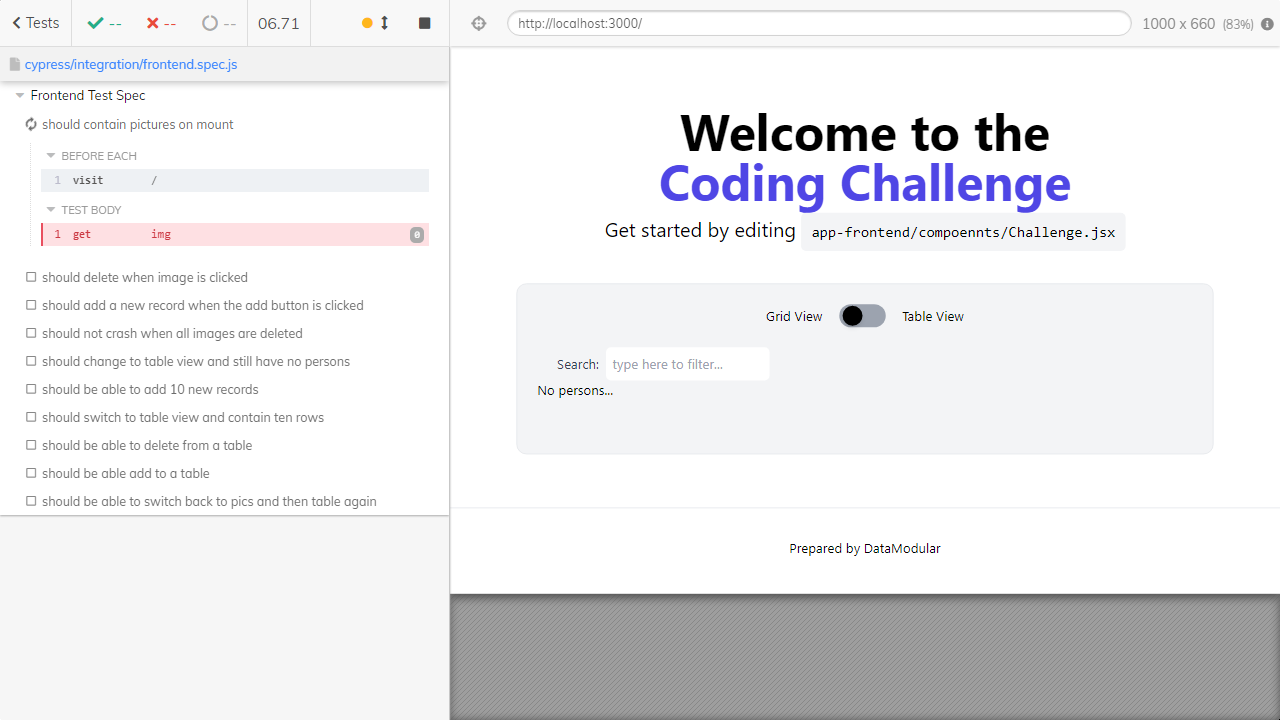 Tests
--
--
--
06.71
http://localhost:3000/
1000 x 660 (83%)
cypress/integration/frontend.spec.js
Frontend Test Spec
should contain pictures on mount
BEFORE EACH
1 visit /
TEST BODY
1 get img 0
should delete when image is clicked
should add a new record when the add button is clicked
should not crash when all images are deleted
should change to table view and still have no persons
should be able to add 10 new records
should switch to table view and contain ten rows
should be able to delete from a table
should be able add to a table
should be able to switch back to pics and then table again
Welcome to the
Coding Challenge
Get started by editing app-frontend/compoennts/Challenge.jsx
Grid View Table View
Search: type here to filter...
No persons...
Prepared by DataModular